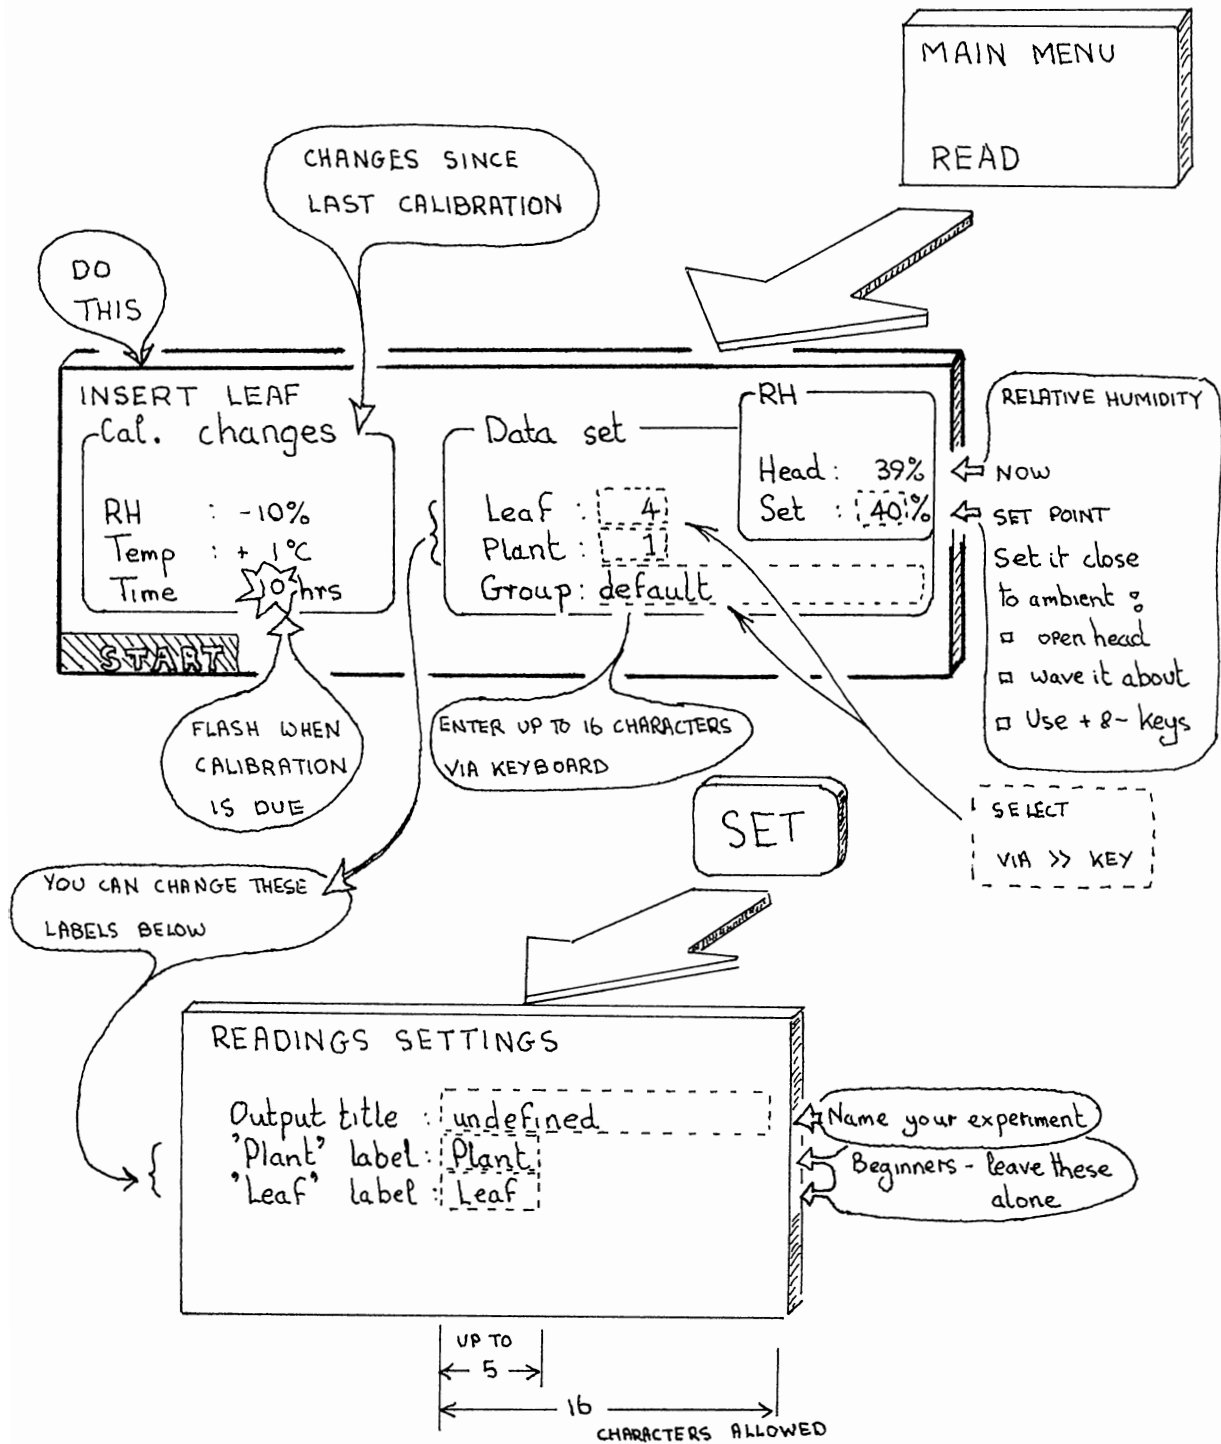 MAIN MENU
READ
CHANGES SINCE
LAST CALIBRATION
DO
THIS
INSERT LEAF
Cal. changes
RH : -10%
Temp : + 1°C
Time 0 hrs
START
Data set
Leaf : 4
Plant : 1
Group : default
RH
Head : 39%
Set : 40%
RELATIVE HUMIDITY
NOW
SET POINT
Set it close
to ambient :
open head
wave it about
Use + & - keys
FLASH WHEN
CALIBRATION
IS DUE
ENTER UP TO 16 CHARACTERS
VIA KEYBOARD
SELECT
VIA >> KEY
SET
YOU CAN CHANGE THESE
LABELS BELOW
READINGS SETTINGS
Output title : undefined
"Plant" label : Plant
"Leaf" label : Leaf
Name your experiment
Beginners - leave these
alone
UP TO
5
16
CHARACTERS ALLOWED